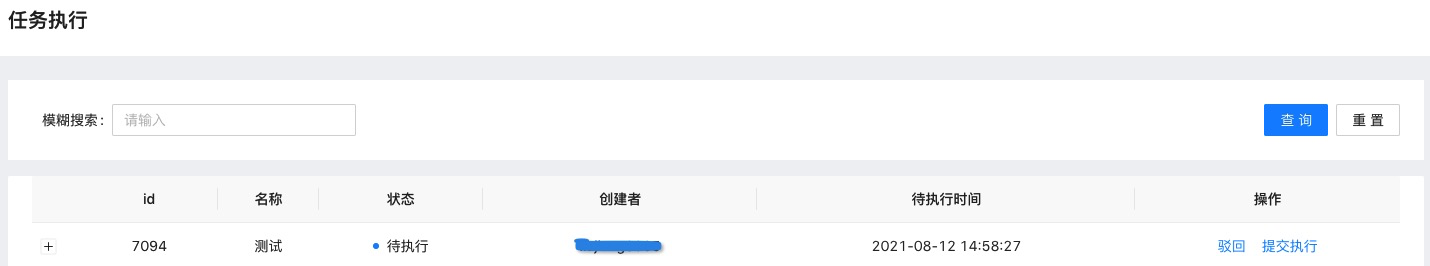 任务执行
模糊搜索： 请输入 查 询 重 置
id 名称 状态 创建者 待执行时间 操作
7094 测试 待执行 2021-08-12 14:58:27 驳回 提交执行